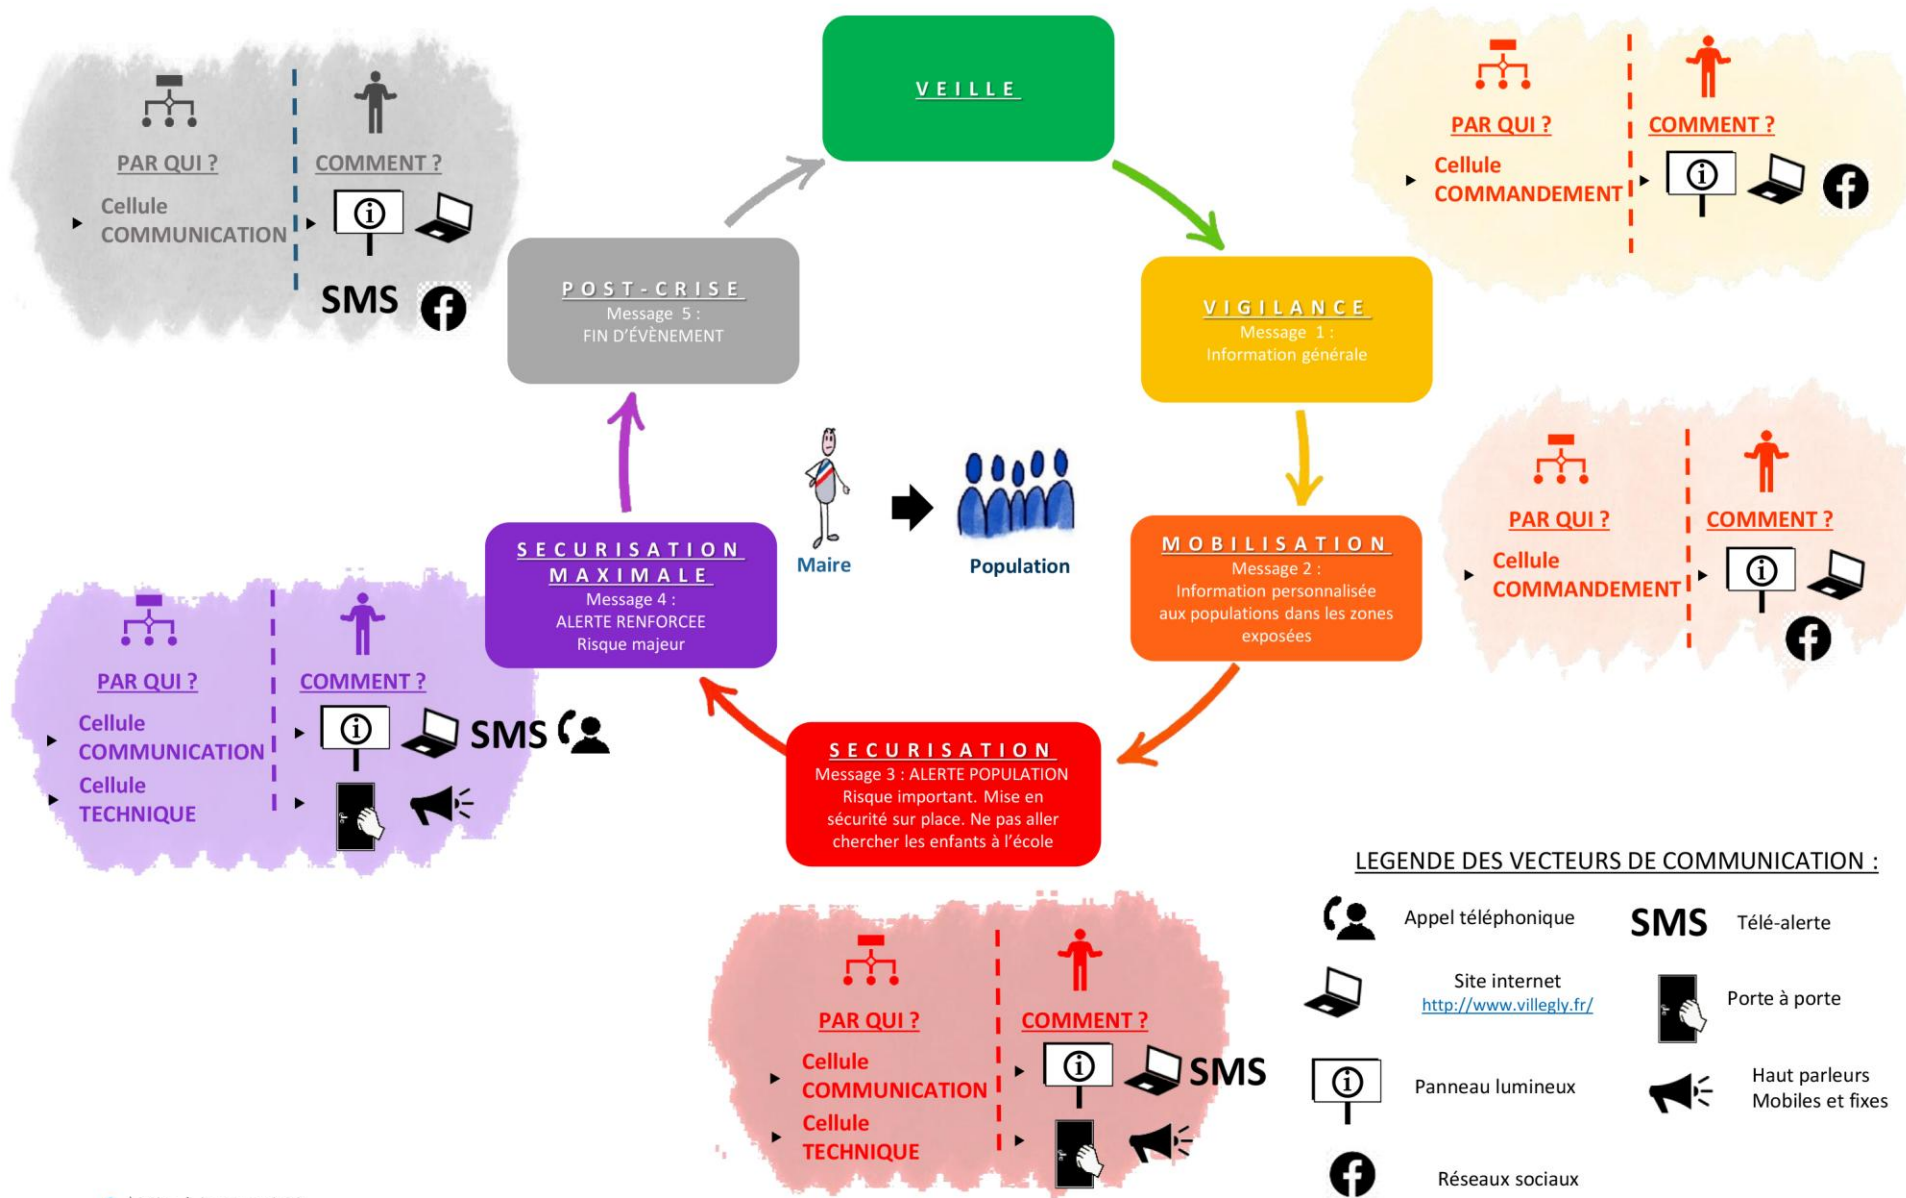 VEILLE
PAR QUI ?
COMMENT ?
Cellule
COMMUNICATION
SMS
PAR QUI ?
COMMENT ?
Cellule
COMMANDEMENT
POST-CRISE
Message 5 :
FIN D'ÉVÈNEMENT
VIGILANCE
Message 1 :
Information générale
Maire
Population
SECURISATION
MAXIMALE
Message 4 :
ALERTE RENFORCEE
Risque majeur
MOBILISATION
Message 2 :
Information personnalisée
aux populations dans les zones
exposées
PAR QUI ?
COMMENT ?
Cellule
COMMANDEMENT
PAR QUI ?
COMMENT ?
Cellule
COMMUNICATION
SMS
Cellule
TECHNIQUE
SECURISATION
Message 3 : ALERTE POPULATION
Risque important. Mise en
sécurité sur place. Ne pas aller
chercher les enfants à l'école
PAR QUI ?
COMMENT ?
Cellule
COMMUNICATION
SMS
Cellule
TECHNIQUE
LEGENDE DES VECTEURS DE COMMUNICATION :
Appel téléphonique
SMS
Télé-alerte
Site internet
http://www.villegly.fr/
Porte à porte
Panneau lumineux
Haut parleurs
Mobiles et fixes
Réseaux sociaux